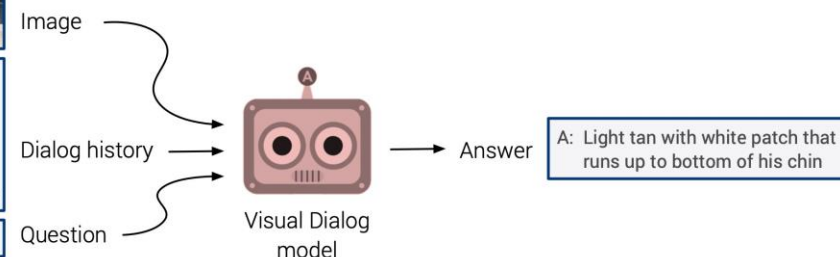 Image
A
Dialog history
Answer
A: Light tan with white patch that
runs up to bottom of his chin
Question
Visual Dialog
model